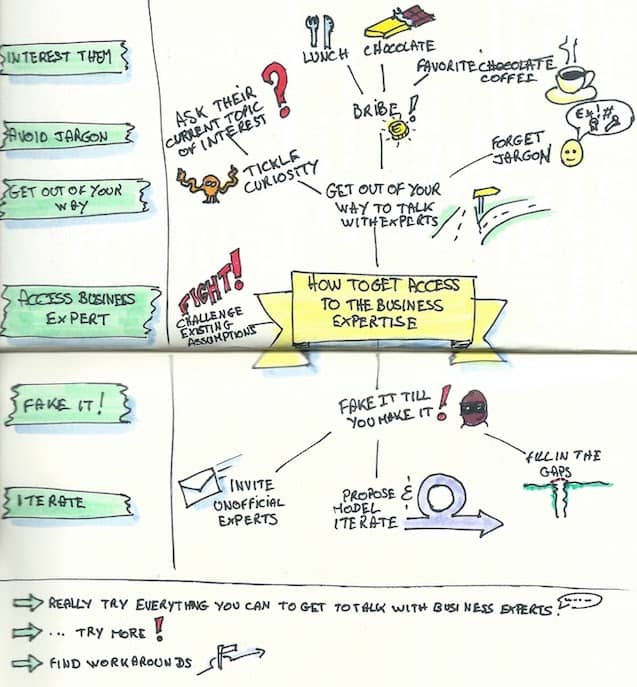 INTEREST THEM
AVOID JARGON
GET OUT OF YOUR
WAY
ACCESS BUSINESS
EXPERT
FAKE IT!
ITERATE
LUNCH
CHOCOLATE
FAVORITE CHOCOLATE
COFFEE
BRIBE!
€
ASK THEIR
CURRENT TOPIC
OF INTEREST
?
TICKLE
CURIOSITY
FORGET
JARGON
€*!#
GET OUT OF YOUR
WAY TO TALK
WITH EXPERTS
FIGHT!
CHALLENGE
EXISTING
ASSUMPTIONS
HOW TO GET ACCESS
TO THE BUSINESS
EXPERTISE
FAKE IT TILL
YOU MAKE IT!
INVITE
UNOFFICIAL
EXPERTS
PROPOSE &
MODEL
ITERATE
FILL IN THE
GAPS
REALLY TRY EVERYTHING YOU CAN TO GET TO TALK WITH BUSINESS EXPERTS!
... TRY MORE!
FIND WORKAROUNDS